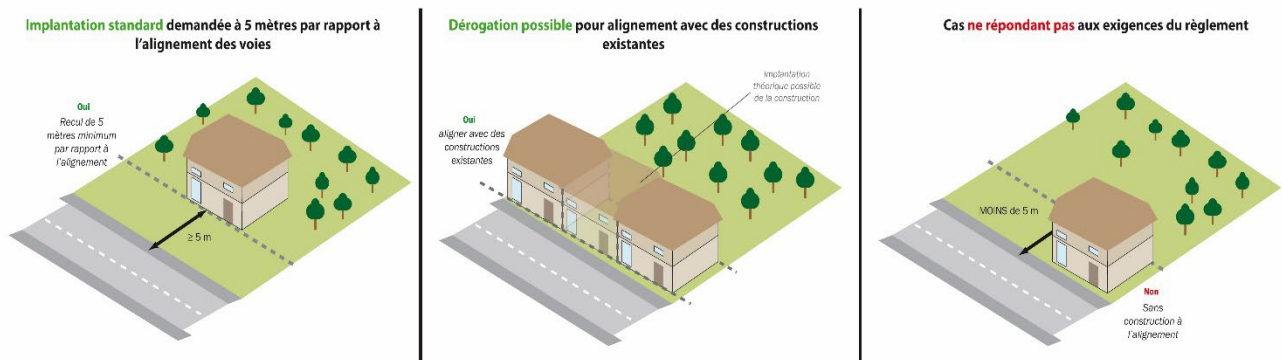 Implantation standard demandée à 5 mètres par rapport à
l'alignement des voies
Oui
Recul de 5
mètres minimum
par rapport à
l'alignement
≥ 5 m
Dérogation possible pour alignement avec des constructions
existantes
Implantation
théorique possible
de la construction
Oui
aligner avec des
constructions
existantes
Cas ne répondant pas aux exigences du règlement
MOINS de 5 m
Non
Sans
construction à
l'alignement